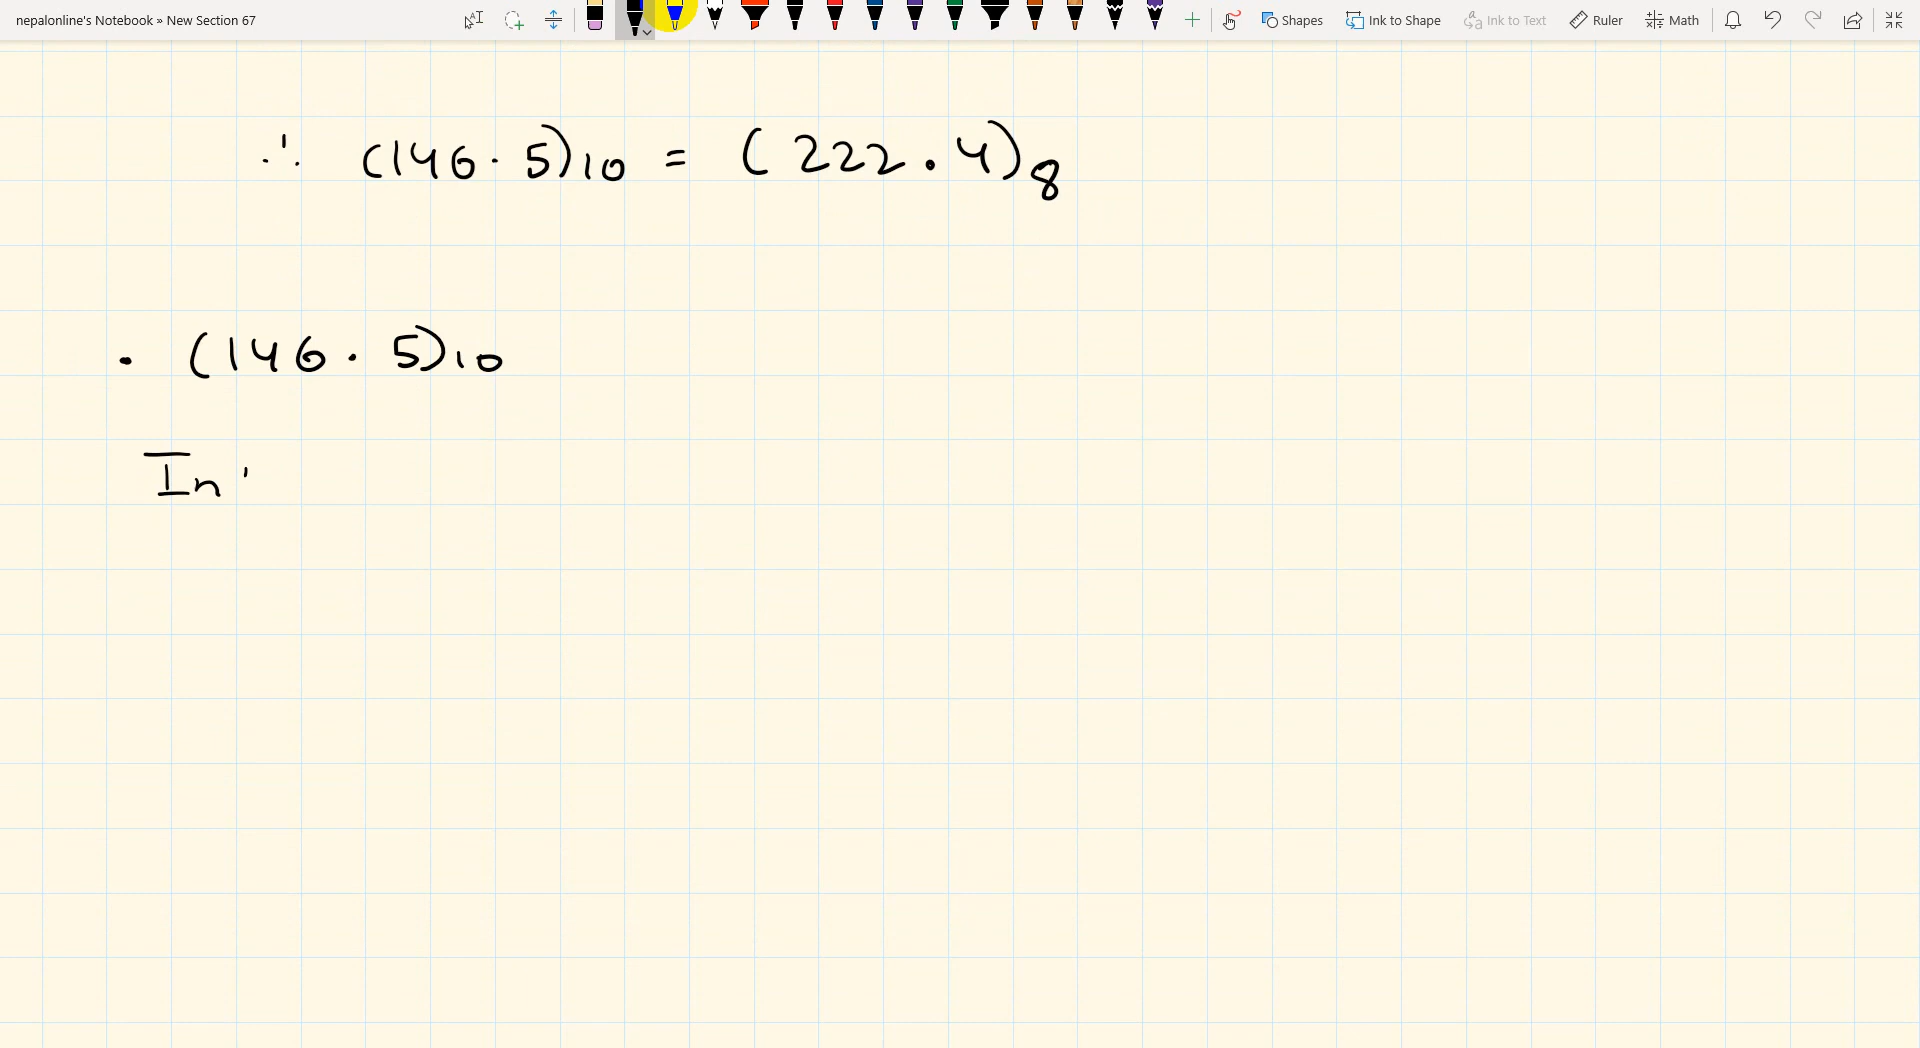 nepalonline's Notebook » New Section 67 Shapes Ink to Shape Ink to Text Ruler Math
∴ (146.5)10 = (222.4)8
. (146.5)10
In'